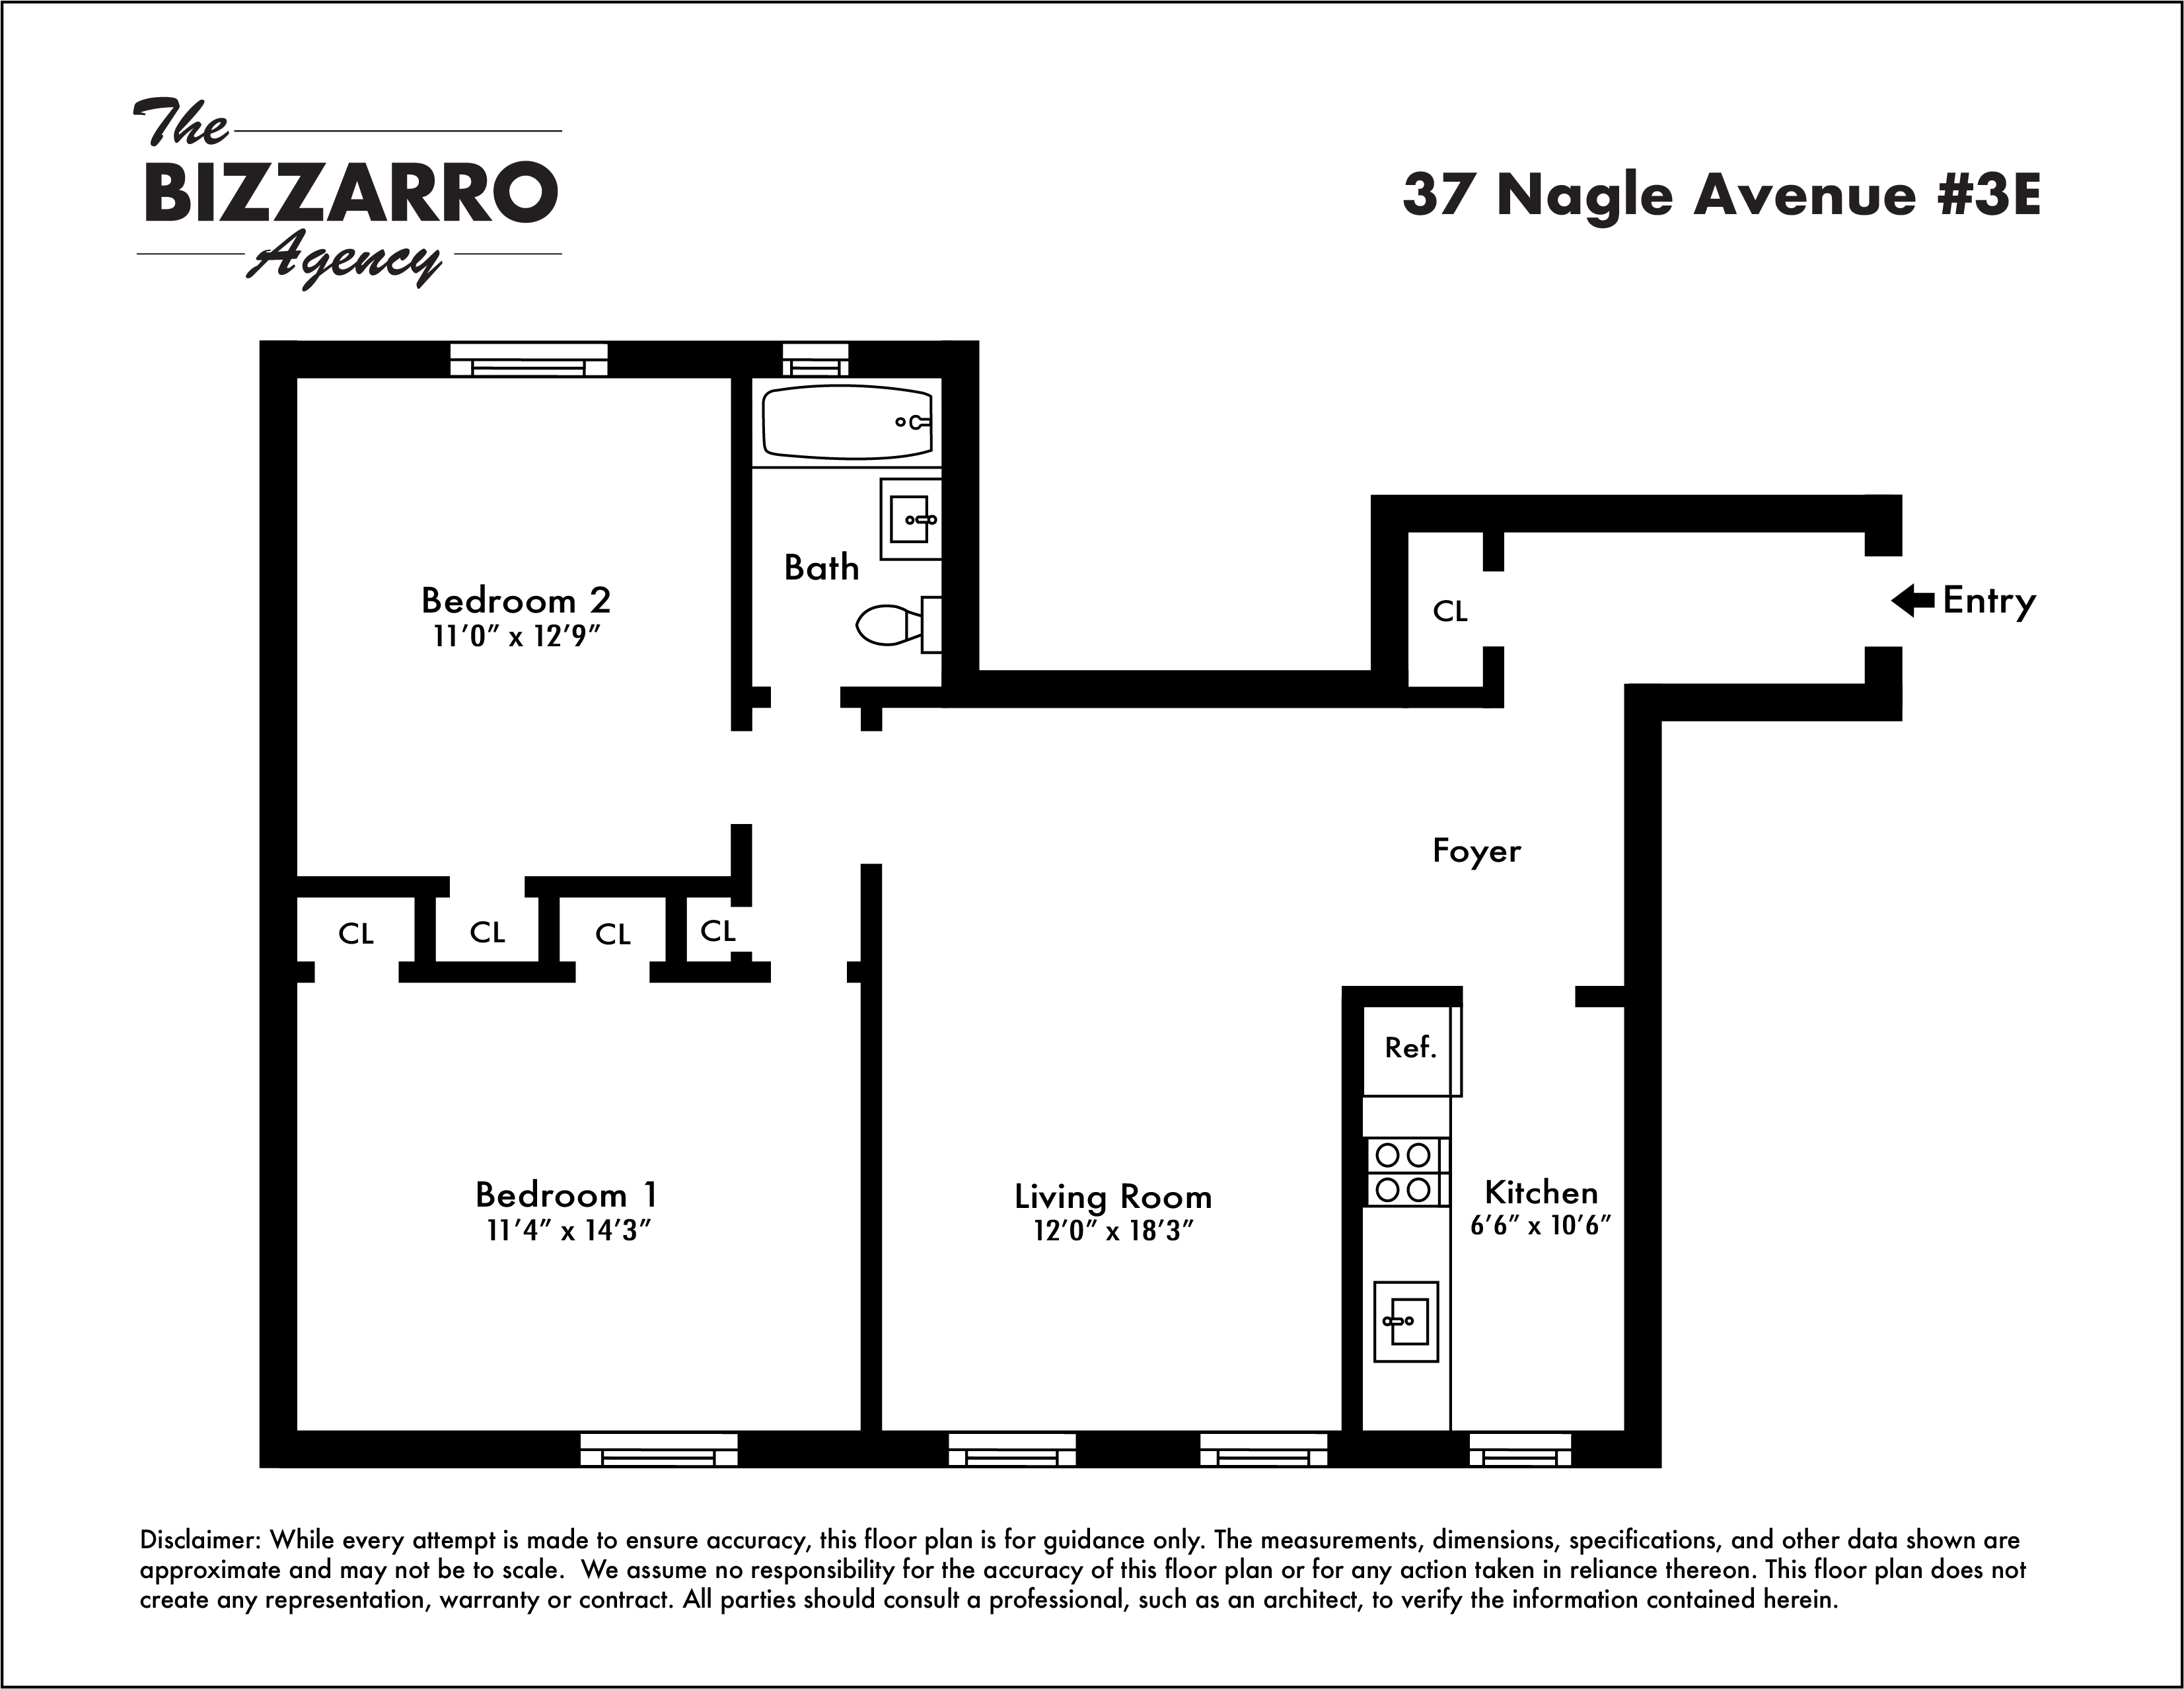 The
BIZZARRO
Agency
37 Nagle Avenue #3E
Bath
CL
Entry
Bedroom 2
11’0” x 12’9”
Foyer
CL
CL
CL
CL
Ref.
Bedroom 1
11’4” x 14’3”
Living Room
12’0” x 18’3”
Kitchen
6’6” x 10’6”
Disclaimer: While every attempt is made to ensure accuracy, this floor plan is for guidance only. The measurements, dimensions, specifications, and other data shown are
approximate and may not be to scale.  We assume no responsibility for the accuracy of this floor plan or for any action taken in reliance thereon. This floor plan does not
create any representation, warranty or contract. All parties should consult a professional, such as an architect, to verify the information contained herein.